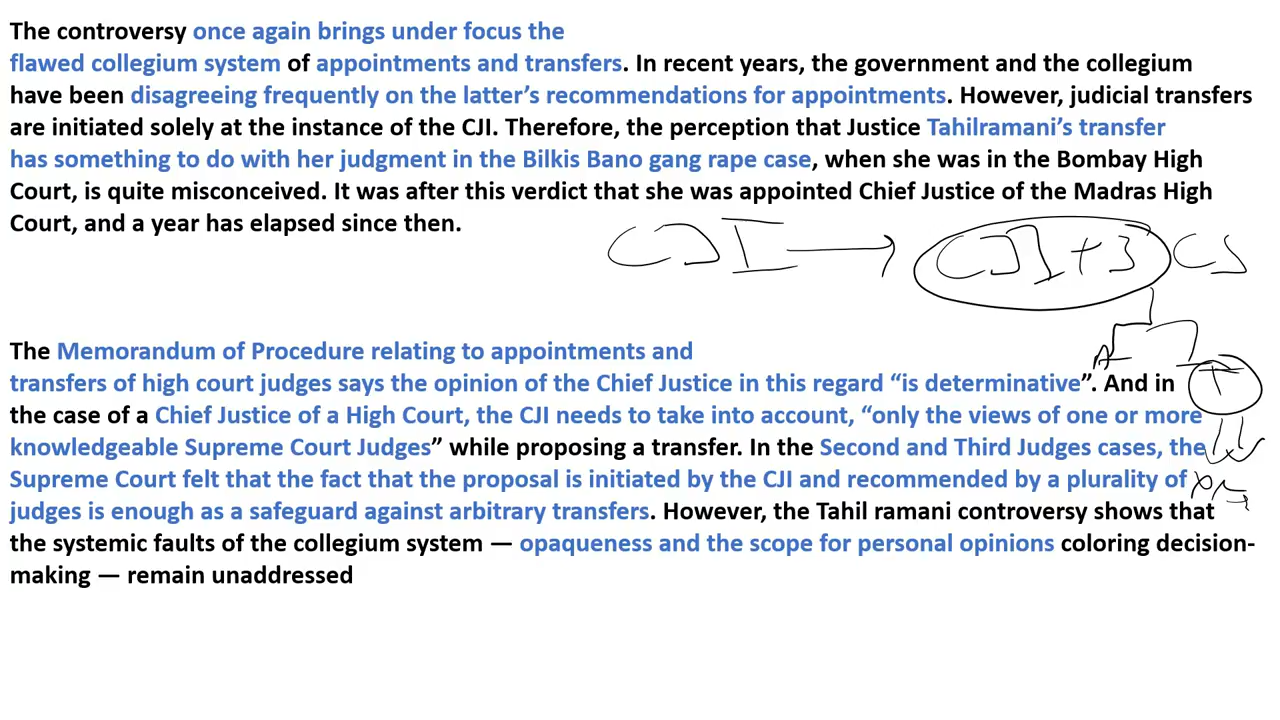 The controversy once again brings under focus the
flawed collegium system of appointments and transfers. In recent years, the government and the collegium
have been disagreeing frequently on the latter’s recommendations for appointments. However, judicial transfers
are initiated solely at the instance of the CJI. Therefore, the perception that Justice Tahilramani’s transfer
has something to do with her judgment in the Bilkis Bano gang rape case, when she was in the Bombay High
Court, is quite misconceived. It was after this verdict that she was appointed Chief Justice of the Madras High
Court, and a year has elapsed since then.
CJI → CJI + 3 CJ
The Memorandum of Procedure relating to appointments and
A
transfers of high court judges says the opinion of the Chief Justice in this regard “is determinative”. And in
T
the case of a Chief Justice of a High Court, the CJI needs to take into account, “only the views of one or more
knowledgeable Supreme Court Judges” while proposing a transfer. In the Second and Third Judges cases, the
Supreme Court felt that the fact that the proposal is initiated by the CJI and recommended by a plurality of
judges is enough as a safeguard against arbitrary transfers. However, the Tahil ramani controversy shows that
the systemic faults of the collegium system — opaqueness and the scope for personal opinions coloring decision-
making — remain unaddressed